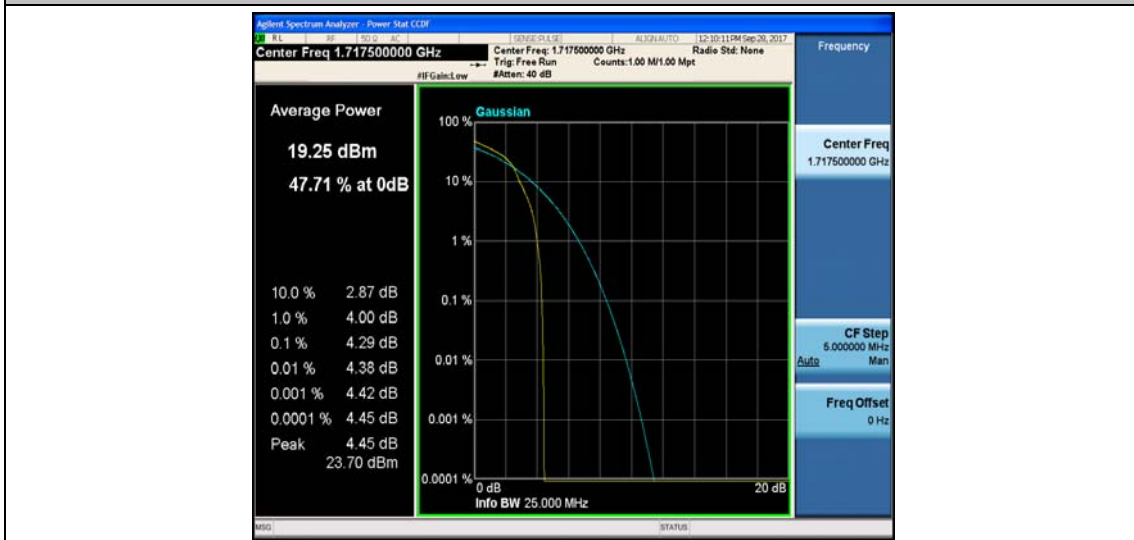 Agilent Spectrum Analyzer - Power Stat CCDF
RL RF 50 Ω AC SENSE:PULSE ALIGN AUTO 12:10:11 PM Sep 20, 2017
Center Freq 1.717500000 GHz
Center Freq: 1.717500000 GHz Radio Std: None
Trig: Free Run Counts:1.00 M/1.00 Mpt
#IFGain:Low #Atten: 40 dB
Frequency
Average Power
19.25 dBm
47.71 % at 0dB
10.0 % 2.87 dB
1.0 % 4.00 dB
0.1 % 4.29 dB
0.01 % 4.38 dB
0.001 % 4.42 dB
0.0001 % 4.45 dB
Peak 4.45 dB
23.70 dBm
Gaussian
100 %
10 %
1 %
0.1 %
0.01 %
0.001 %
0.0001 %
0 dB 20 dB
Info BW 25.000 MHz
Center Freq
1.717500000 GHz
CF Step
5.000000 MHz
Auto Man
Freq Offset
0 Hz
MSG STATUS